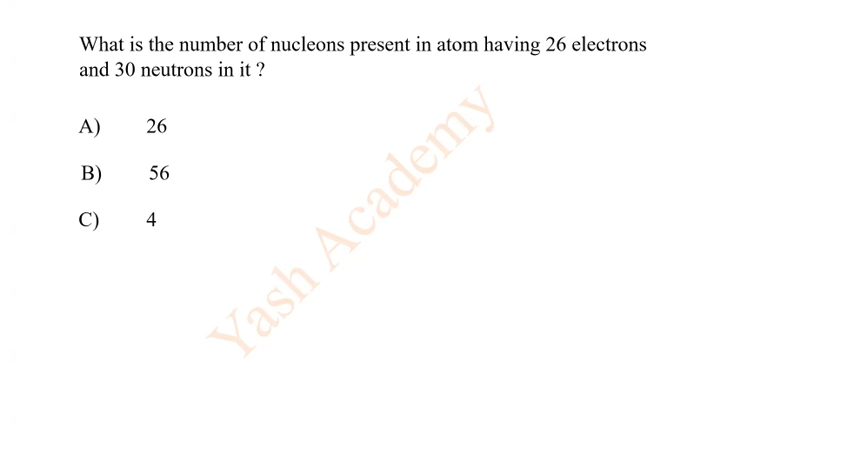 What is the number of nucleons present in atom having 26 electrons
and 30 neutrons in it ?
A) 26
B) 56
C) 4
Yash Academy